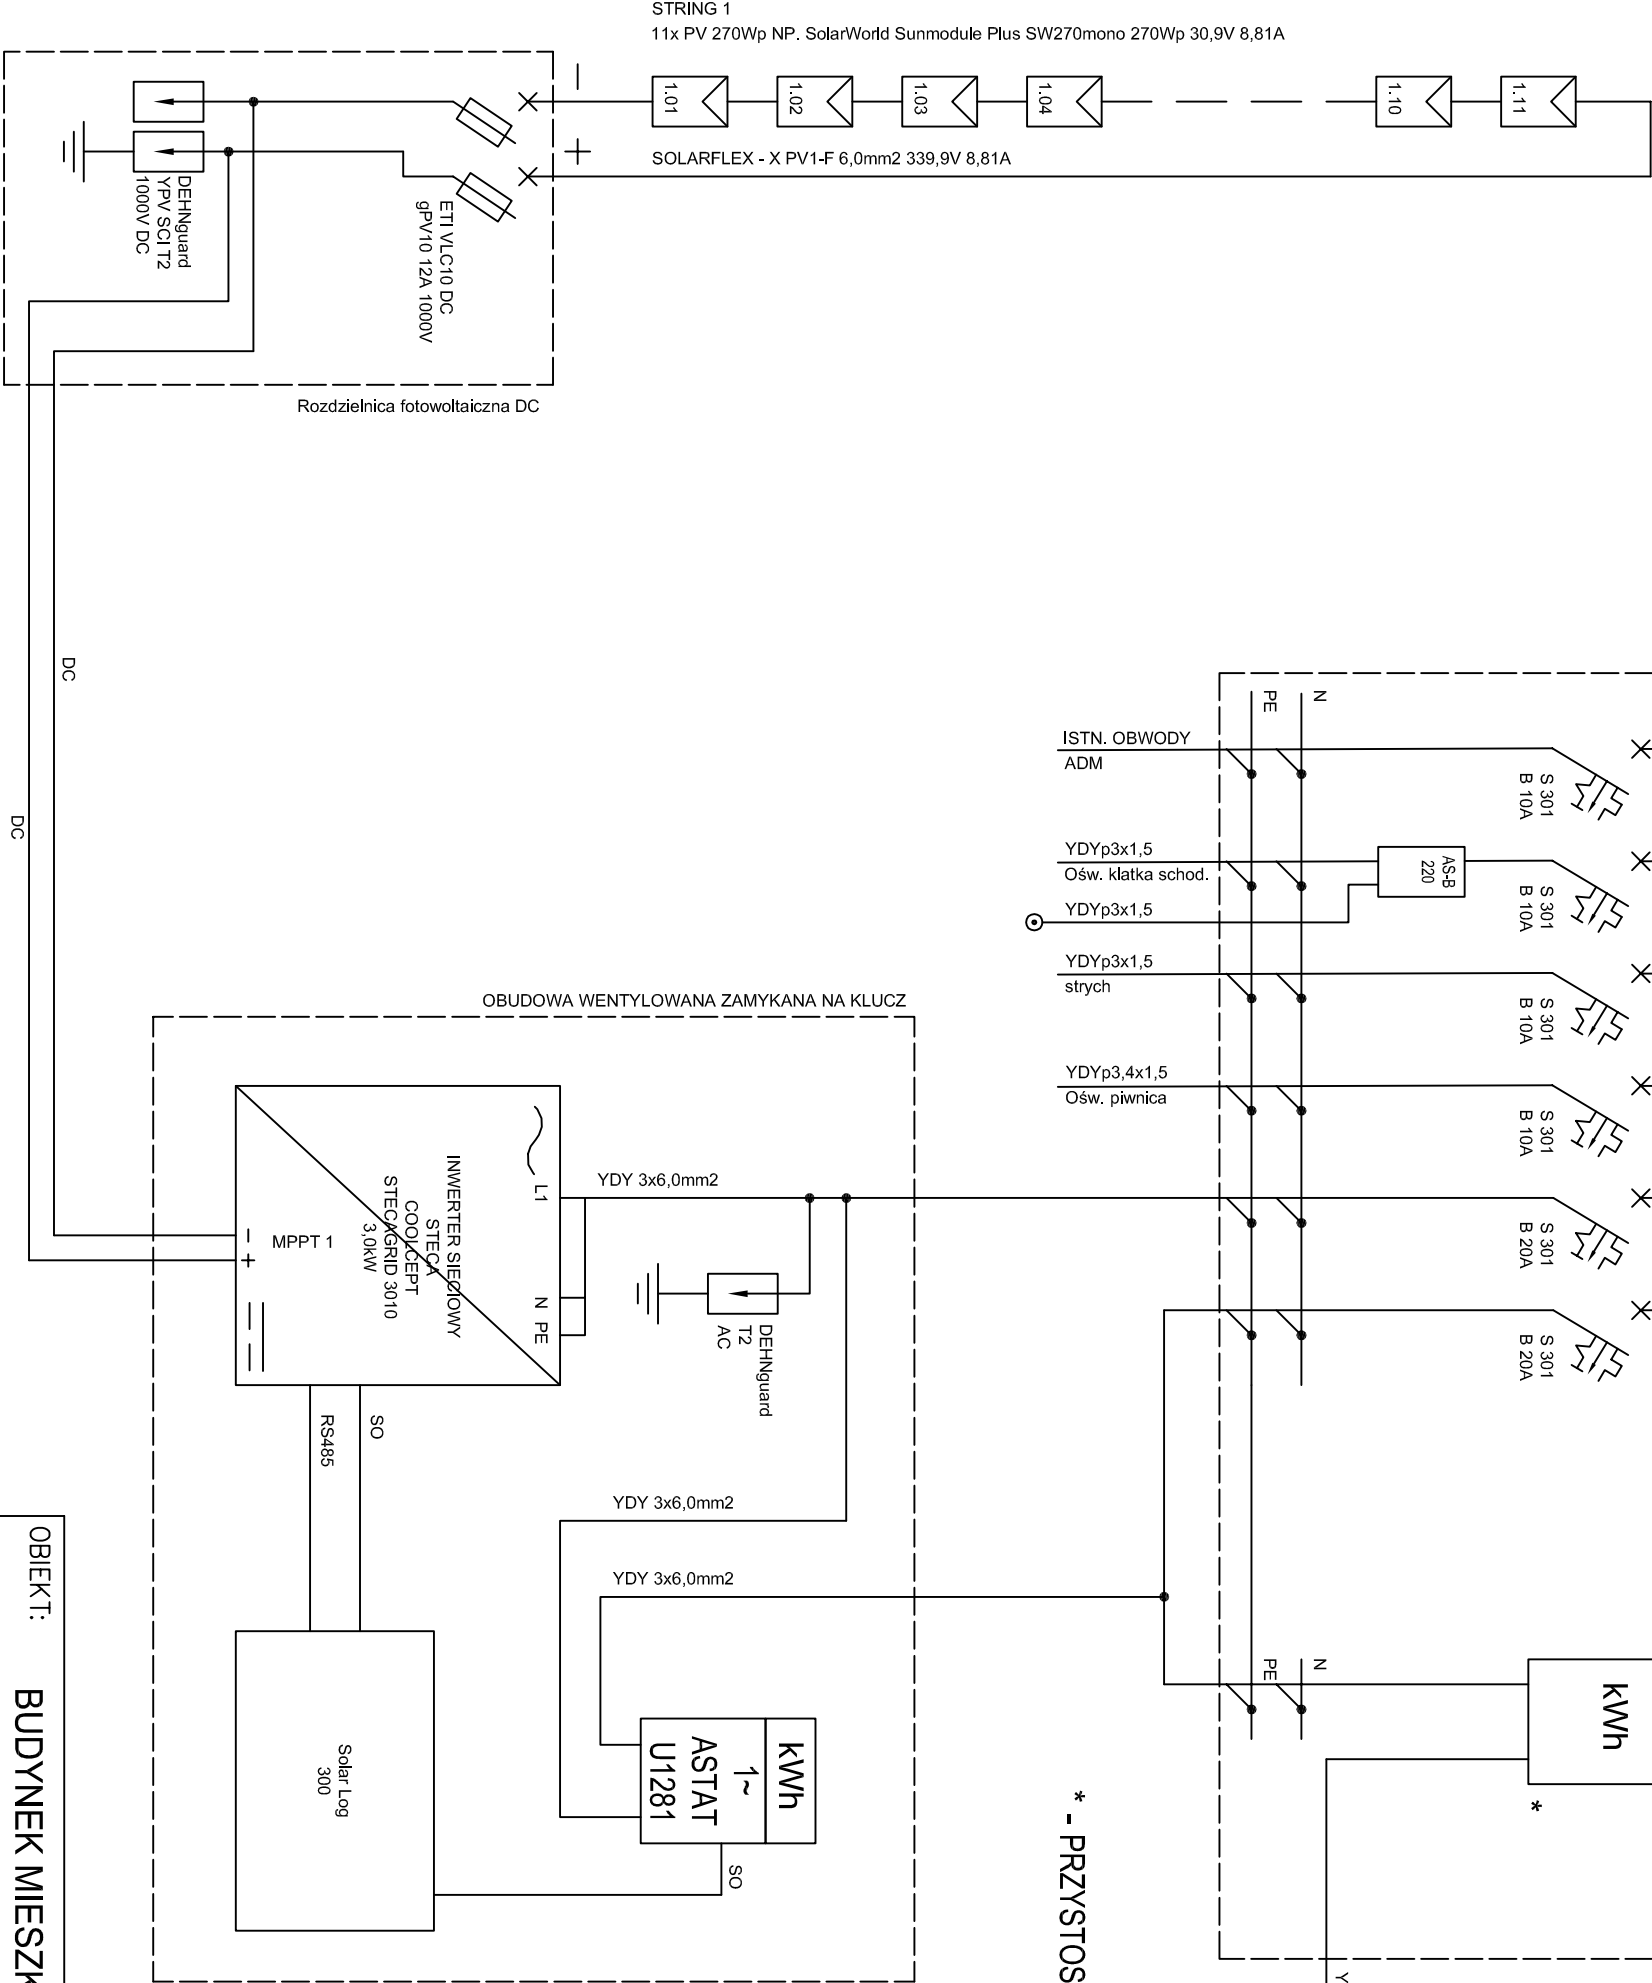 STRING 1
11x PV 270Wp NP. SolarWorld Sunmodule Plus SW270mono 270Wp 30,9V 8,81A
1.01
1.02
1.03
1.04
1.10
1.11
SOLARFLEX - X PV1-F 6,0mm2 339,9V 8,81A
DEHNguard
YPV SCI T2
1000V DC
ETI VLC10 DC
gPV10 12A 1000V
Rozdzielnica fotowoltaiczna DC
DC
DC
PE
N
ISTN. OBWODY
ADM
S 301
B 10A
YDYp3x1,5
Ośw. klatka schod.
AS-B
220
S 301
B 10A
YDYp3x1,5
YDYp3x1,5
strych
S 301
B 10A
YDYp3,4x1,5
Ośw. piwnica
S 301
B 10A
S 301
B 20A
S 301
B 20A
OBUDOWA WENTYLOWANA ZAMYKANA NA KLUCZ
INWERTER SIECIOWY
STECA
COOLCEPT
STECAGRID 3010
3,0kW
MPPT 1
L1
N
PE
YDY 3x6,0mm2
DEHNguard
T2
AC
SO
RS485
YDY 3x6,0mm2
YDY 3x6,0mm2
Solar Log
300
kWh
1~
ASTAT
U1281
SO
PE
N
kWh
*
* - PRZYSTOS
Y
OBIEKT:
BUDYNEK MIESZK